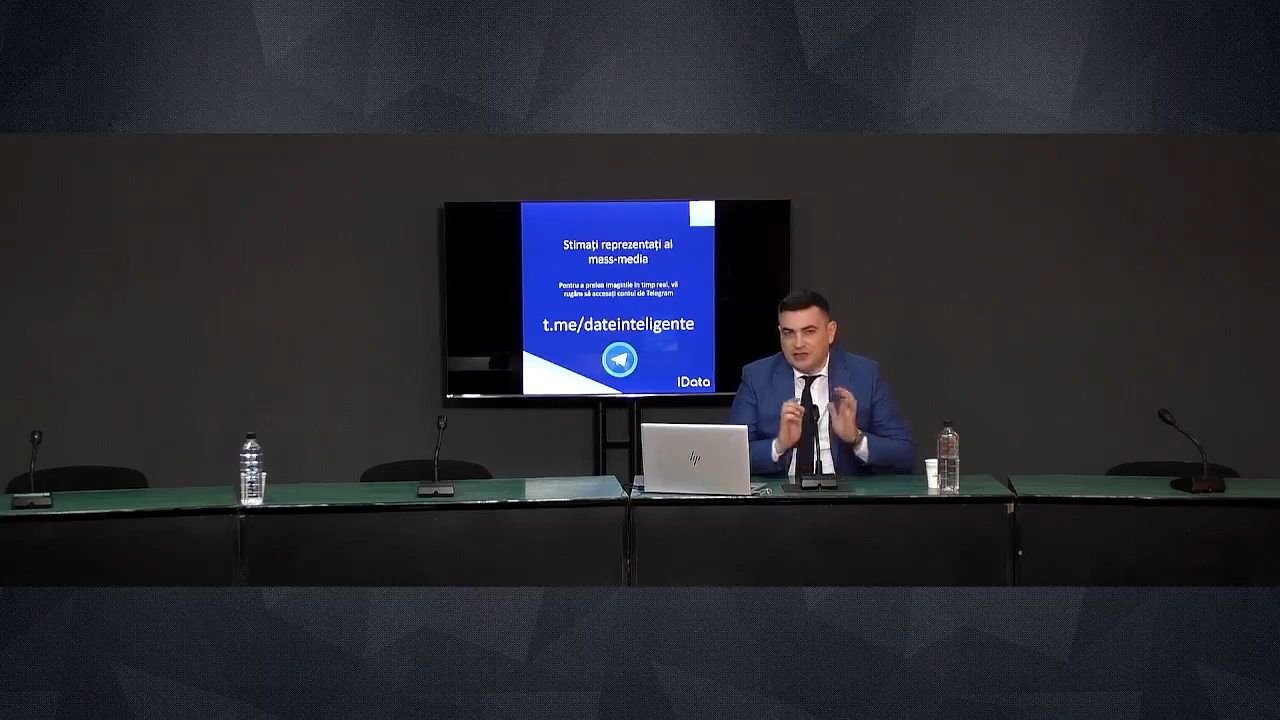 Stimați reprezentați ai
mass-media
Pentru a prelua imaginile în timp real, vă
rugăm să accesați contul de Telegram
t.me/dateinteligente
iData
hp